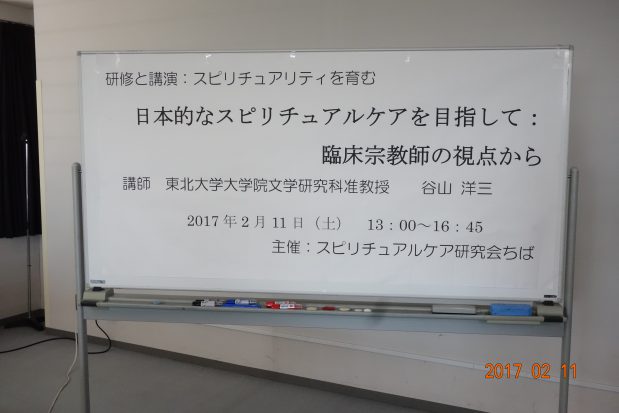 研修と講演：スピリチュアリティを育む
日本的なスピリチュアルケアを目指して：
臨床宗教師の視点から
講師　東北大学大学院文学研究科准教授　　谷山 洋三
2017年2月11日（土）　13：00～16：45
主催：スピリチュアルケア研究会ちば
2017 02 11